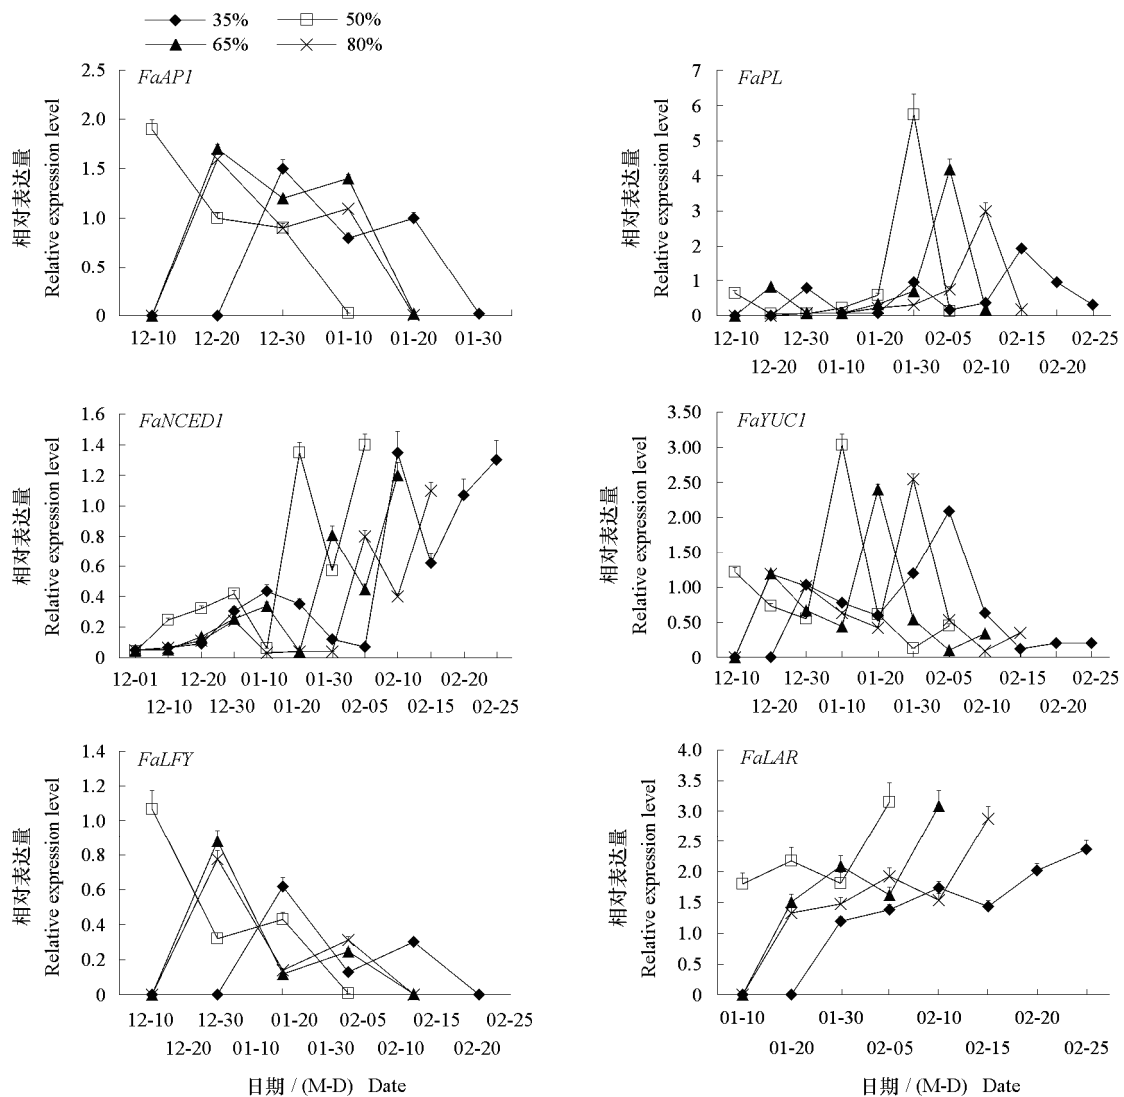 35% 50%
65% 80%
FaAP1
相对表达量
Relative expression level
2.5
2.0
1.5
1.0
0.5
0
12-10 12-20 12-30 01-10 01-20 01-30
FaPL
相对表达量
Relative expression level
7
6
5
4
3
2
1
0
12-10 12-30 01-20 02-05 02-15 02-25
12-20 01-10 01-30 02-10 02-20
FaNCED1
相对表达量
Relative expression level
1.6
1.4
1.2
1.0
0.8
0.6
0.4
0.2
0
12-01 12-20 01-10 01-30 02-10 02-20
12-10 12-30 01-20 02-05 02-15 02-25
FaYUC1
相对表达量
Relative expression level
3.50
3.00
2.50
2.00
1.50
1.00
0.50
0
12-10 12-30 01-20 02-05 02-15 02-25
12-20 01-10 01-30 02-10 02-20
FaLFY
相对表达量
Relative expression level
1.4
1.2
1.0
0.8
0.6
0.4
0.2
0
12-10 12-30 01-20 02-05 02-15 02-25
12-20 01-10 01-30 02-10 02-20
日期 / (M-D) Date
FaLAR
相对表达量
Relative expression level
4.0
3.5
3.0
2.5
2.0
1.5
1.0
0.5
0
01-10 01-30 02-10 02-20
01-20 02-05 02-15 02-25
日期 / (M-D) Date